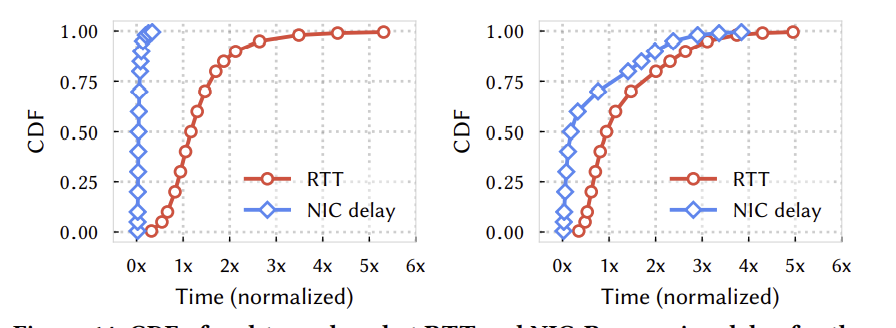 1.00
0.75
0.50
0.25
0.00
CDF
RTT
NIC delay
0x 1x 2x 3x 4x 5x 6x
Time (normalized)
1.00
0.75
0.50
0.25
0.00
CDF
RTT
NIC delay
0x 1x 2x 3x 4x 5x 6x
Time (normalized)